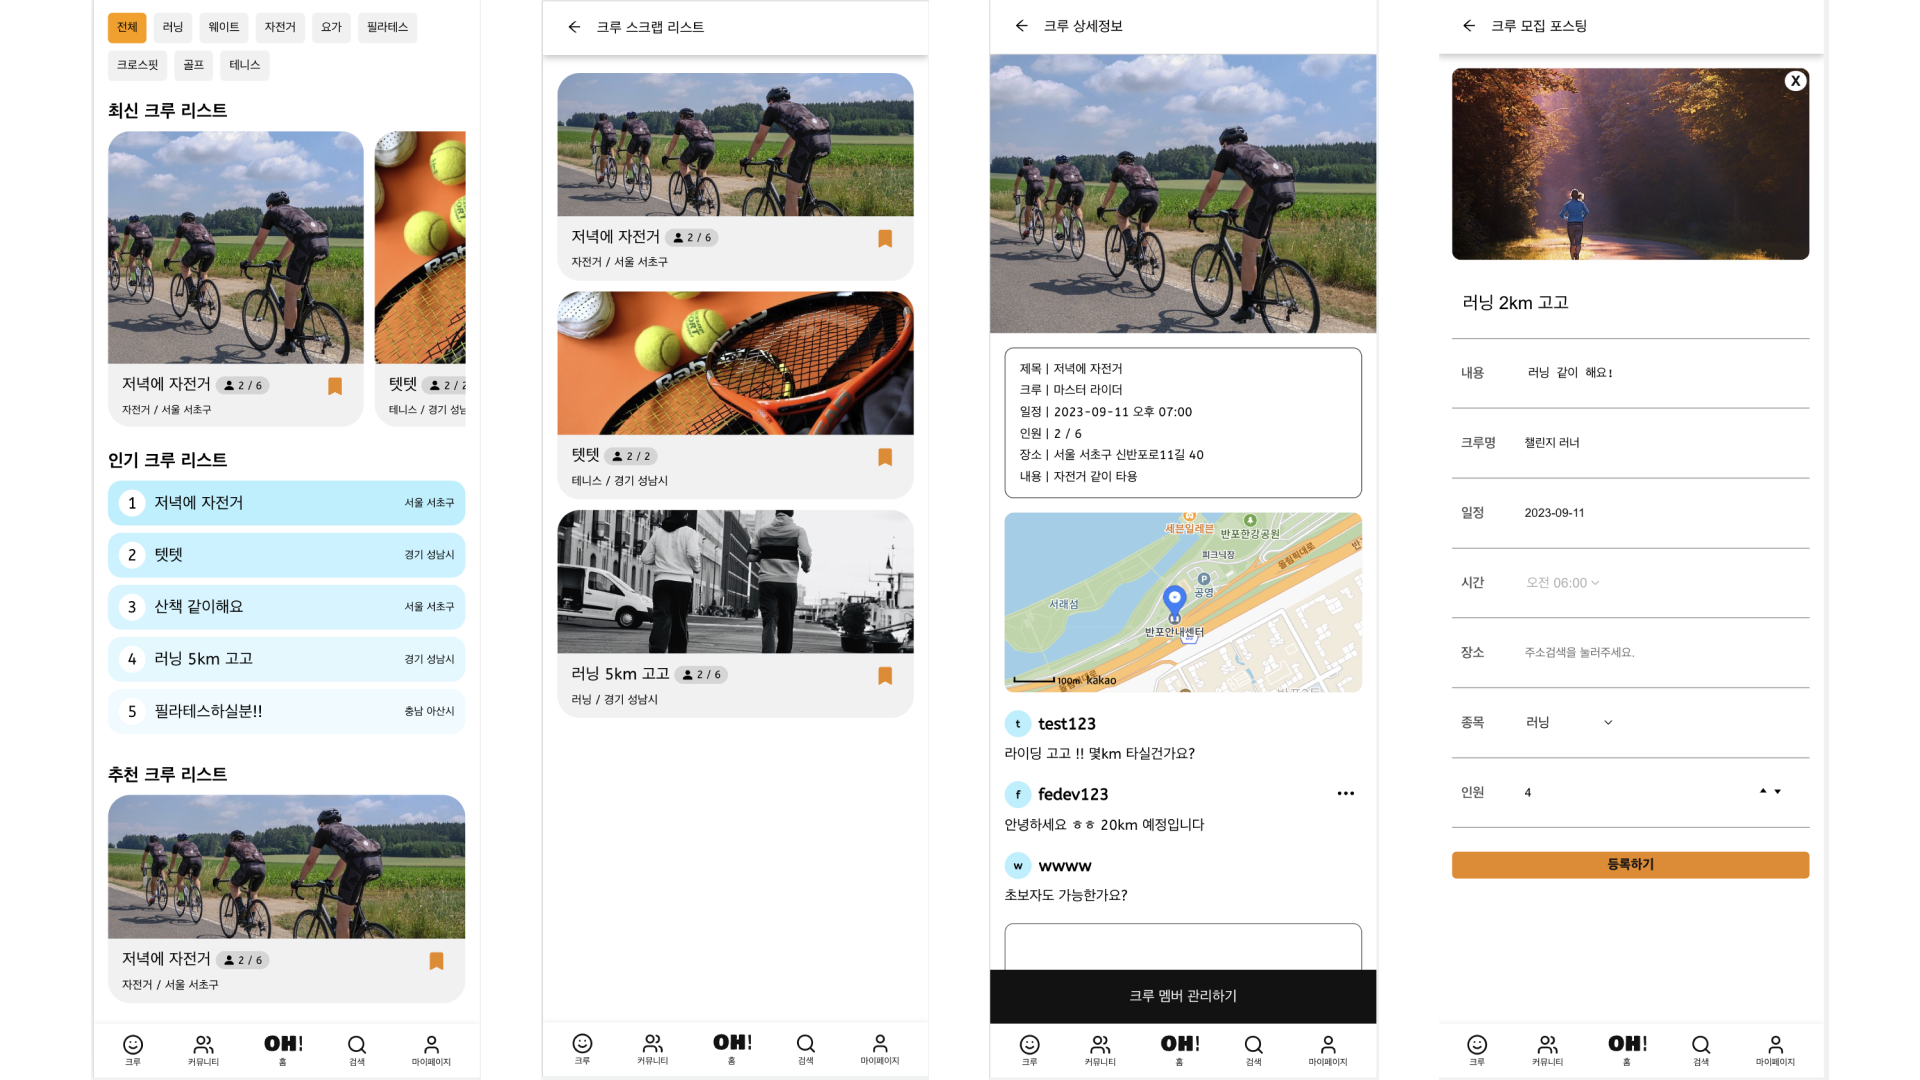 전체 러닝 웨이트 자전거 요가 필라테스
크로스핏 골프 테니스
최신 크루 리스트
저녁에 자전거 2 / 6
자전거 / 서울 서초구
텟텟 2 / 2
테니스 / 경기 성남
인기 크루 리스트
1 저녁에 자전거 서울 서초구
2 텟텟 경기 성남시
3 산책 같이해요 서울 서초구
4 러닝 5km 고고 경기 성남시
5 필라테스하실분!! 충남 아산시
추천 크루 리스트
저녁에 자전거 2 / 6
자전거 / 서울 서초구
크루 커뮤니티 OH! 홈 검색 마이페이지
크루 스크랩 리스트
저녁에 자전거 2 / 6
자전거 / 서울 서초구
Babolat
텟텟 2 / 2
테니스 / 경기 성남시
러닝 5km 고고 2 / 6
러닝 / 경기 성남시
크루 커뮤니티 OH! 홈 검색 마이페이지
크루 상세정보
제목 | 저녁에 자전거
크루 | 마스터 라이더
일정 | 2023-09-11 오후 07:00
인원 | 2 / 6
장소 | 서울 서초구 신반포로11길 40
내용 | 자전거 같이 타용
세븐일레븐
반포한강공원
피크닉장
올림픽대로
P
공영
서래섬
반포안내센터
100m kakao
올림픽대로
t test123
라이딩 고고 !! 몇km 타실건가요?
f fedev123 •••
안녕하세요 ㅎㅎ 20km 예정입니다
w wwww
초보자도 가능한가요?
크루 멤버 관리하기
크루 커뮤니티 OH! 홈 검색 마이페이지
크루 모집 포스팅
X
러닝 2km 고고
내용 러닝 같이 해요!
크루명 챌린지 러너
일정 2023-09-11
시간 오전 06:00
장소 주소검색을 눌러주세요.
종목 러닝
인원 4
등록하기
크루 커뮤니티 OH! 홈 검색 마이페이지